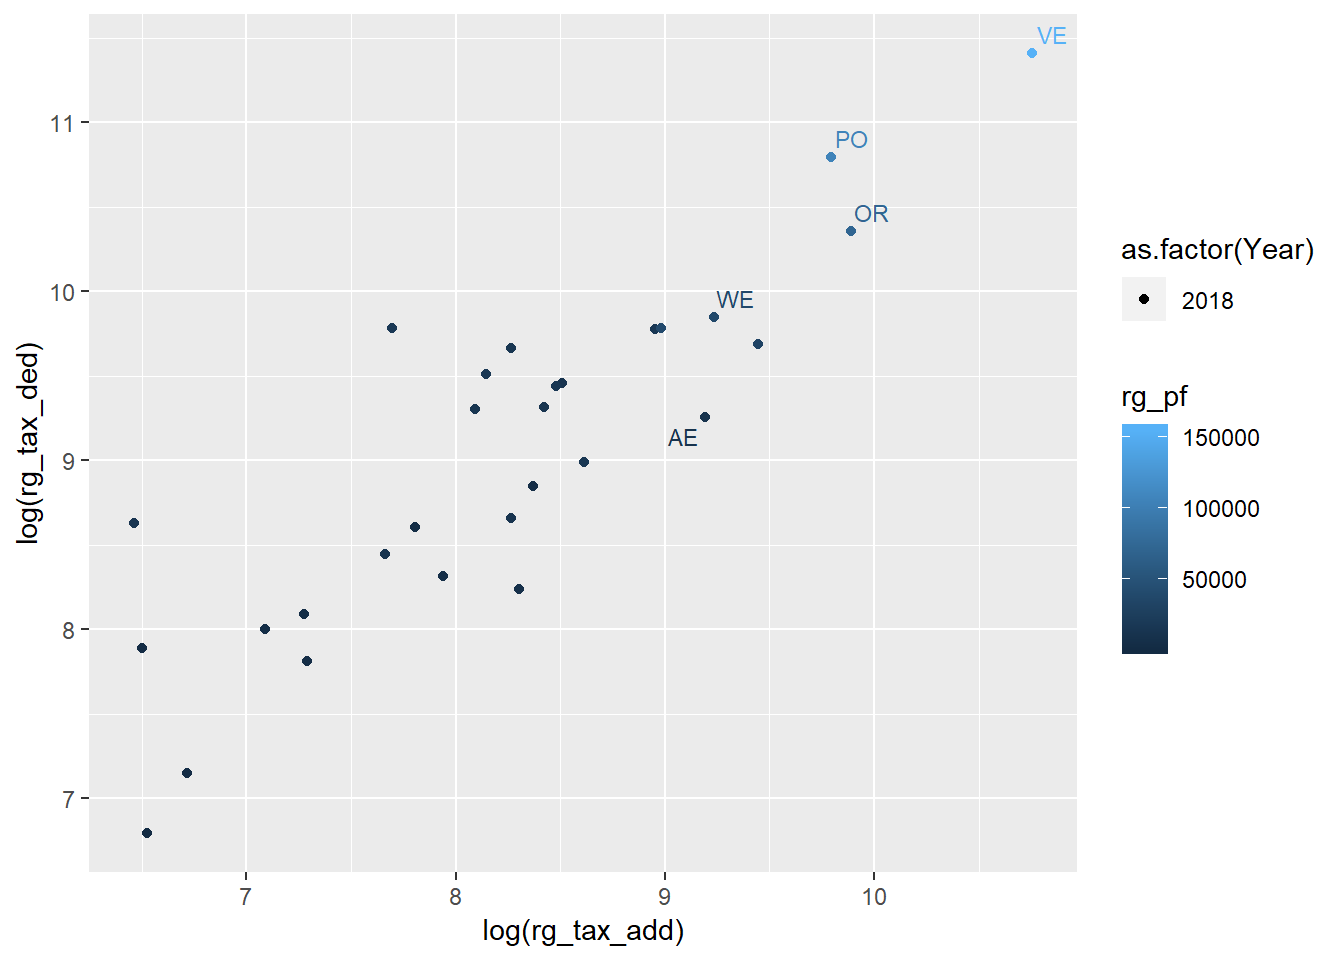 VE
PO
OR
WE
AE
11
10
9
8
7
7
8
9
10
log(rg_tax_add)
log(rg_tax_ded)
as.factor(Year)
2018
rg_pf
150000
100000
50000